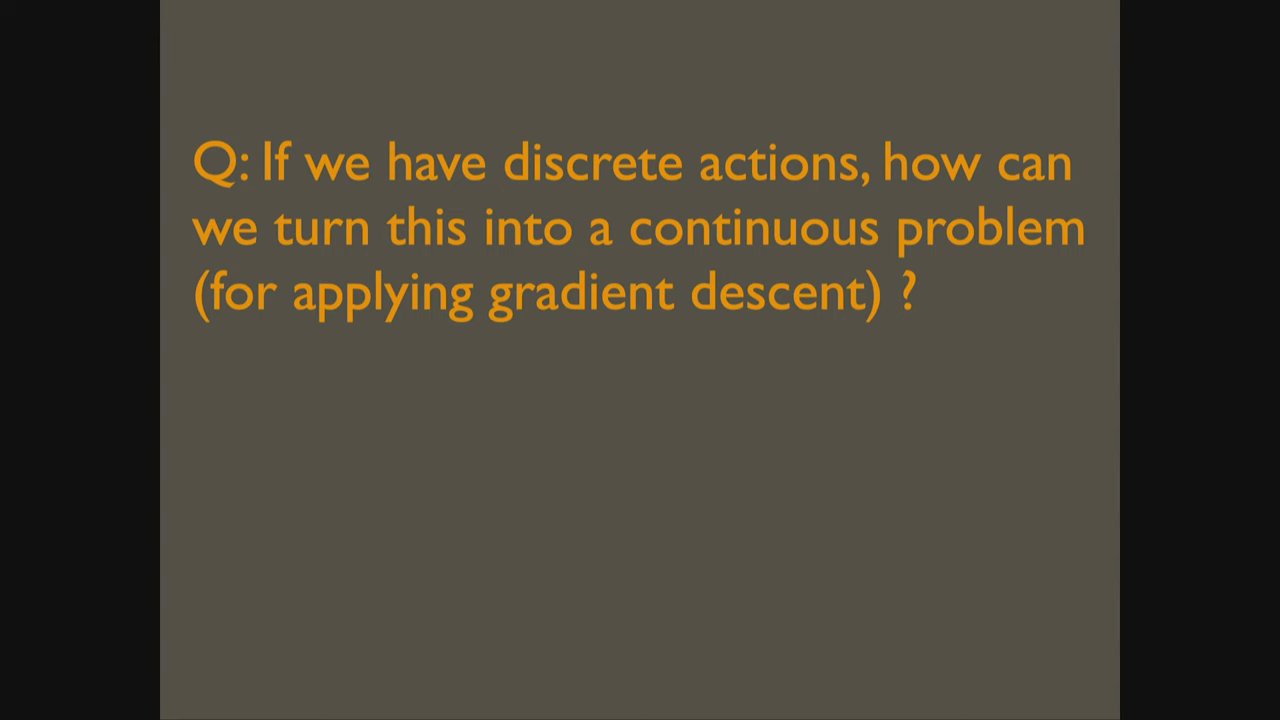 Q: If we have discrete actions, how can
we turn this into a continuous problem
(for applying gradient descent) ?